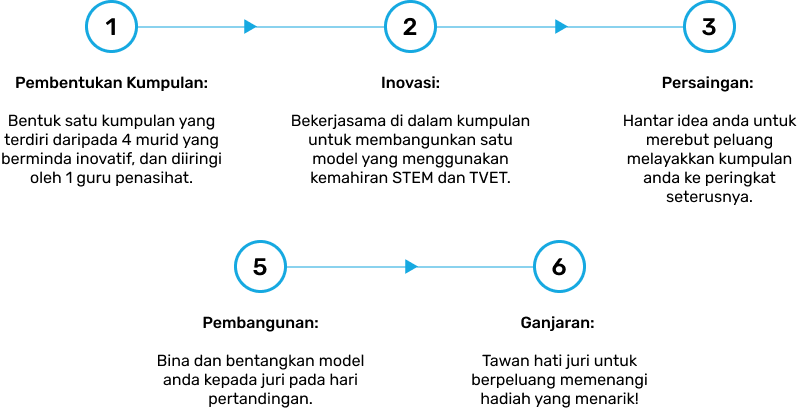 1
2
3
Pembentukan Kumpulan:
Bentuk satu kumpulan yang
terdiri daripada 4 murid yang
berminda inovatif, dan diiringi
oleh 1 guru penasihat.
Inovasi:
Bekerjasama di dalam kumpulan
untuk membangunkan satu
model yang menggunakan
kemahiran STEM dan TVET.
Persaingan:
Hantar idea anda untuk
merebut peluang
melayakkan kumpulan
anda ke peringkat
seterusnya.
5
6
Pembangunan:
Bina dan bentangkan model
anda kepada juri pada hari
pertandingan.
Ganjaran:
Tawan hati juri untuk
berpeluang memenangi
hadiah yang menarik!